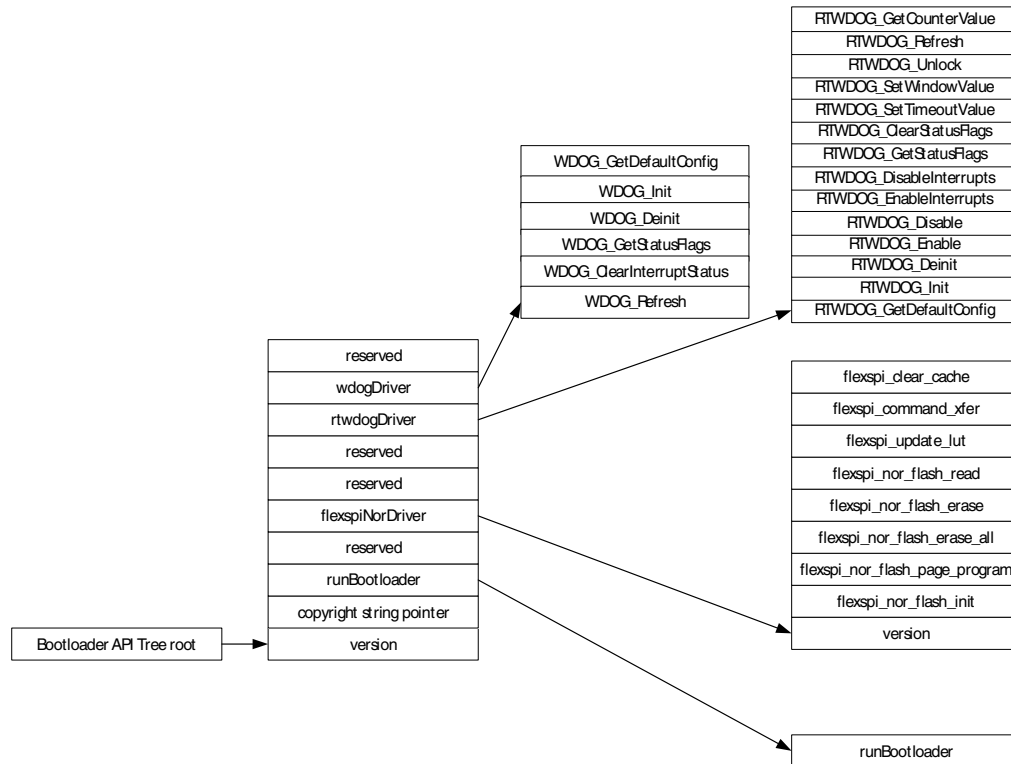 RTWDOG_GetCounterValue
RTWDOG_Refresh
RTWDOG_Unlock
RTWDOG_SetWindowValue
RTWDOG_SetTimeoutValue
RTWDOG_ClearStatusFlags
RTWDOG_GetStatusFlags
RTWDOG_DisableInterrupts
RTWDOG_EnableInterrupts
RTWDOG_Disable
RTWDOG_Enable
RTWDOG_Deinit
RTWDOG_Init
RTWDOG_GetDefaultConfig
WDOG_GetDefaultConfig
WDOG_Init
WDOG_Deinit
WDOG_GetStatusFlags
WDOG_ClearInterruptStatus
WDOG_Refresh
reserved
wdogDriver
rtwdogDriver
reserved
reserved
flexspiNorDriver
reserved
runBootloader
copyright string pointer
version
Bootloader API Tree root
flexspi_clear_cache
flexspi_command_xfer
flexspi_update_lut
flexspi_nor_flash_read
flexspi_nor_flash_erase
flexspi_nor_flash_erase_all
flexspi_nor_flash_page_program
flexspi_nor_flash_init
version
runBootloader